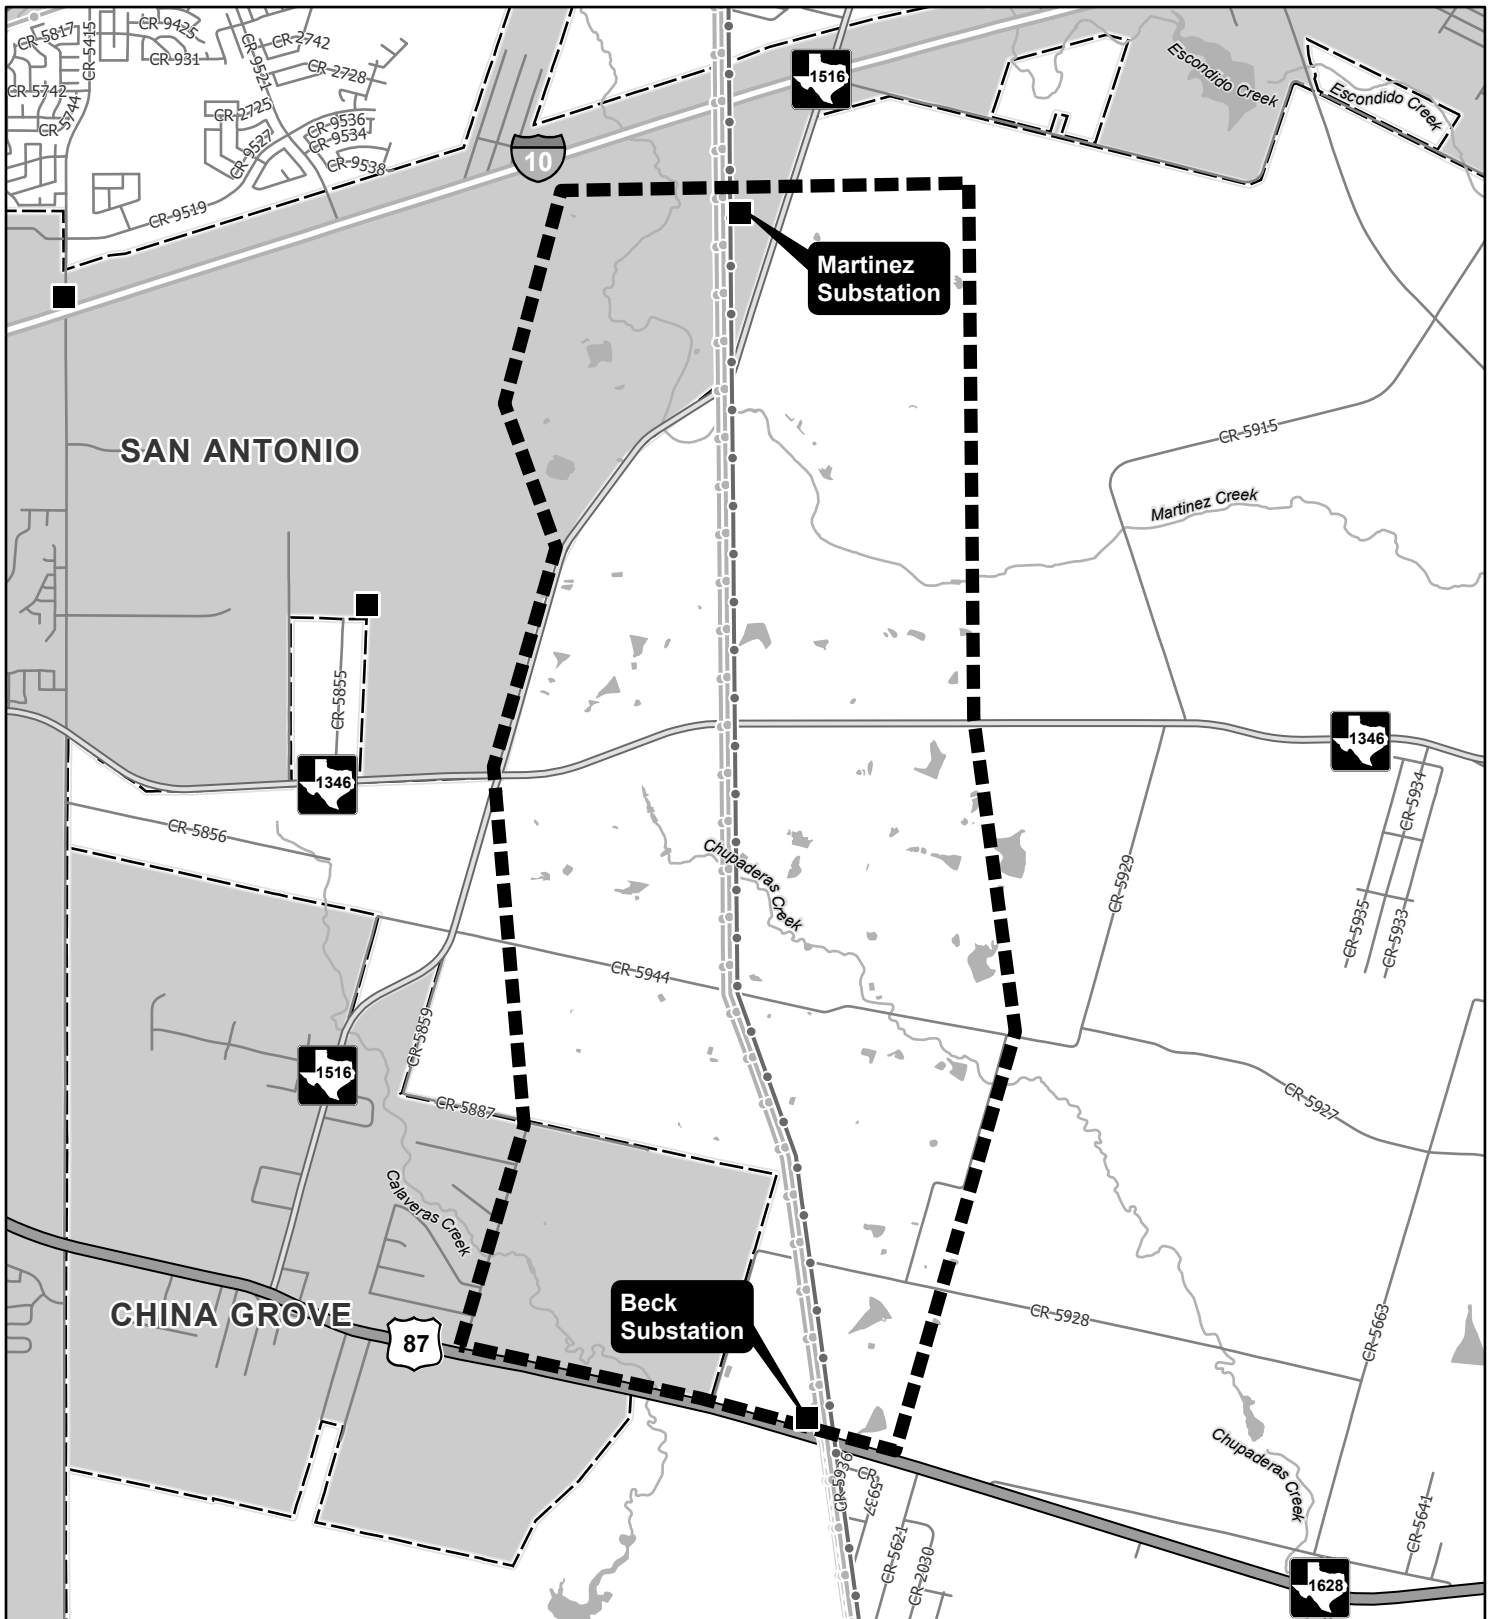 CR-5817
CR-5415
CR-9425
CR-931
CR-9521
CR-2742
CR-2728
CR-5742
CR-5744
CR-2725
CR-9536
CR-9534
CR-9527
CR-9538
CR-9519
10
1516
Escondido Creek
Escondido Creek
Martinez
Substation
SAN ANTONIO
CR-5915
Martinez Creek
CR-5855
1346
1346
CR-5856
CR-5934
Chupaderas
Creek
CR-5929
CR-5935
CR-5933
CR-5944
CR-5859
1516
CR-5887
CR-5927
Calaveras Creek
CHINA GROVE
87
Beck
Substation
CR-5928
CR-5663
Chupaderas
Creek
CR-5936
CR-5937
CR-5621
CR-2030
CR-5641
1628